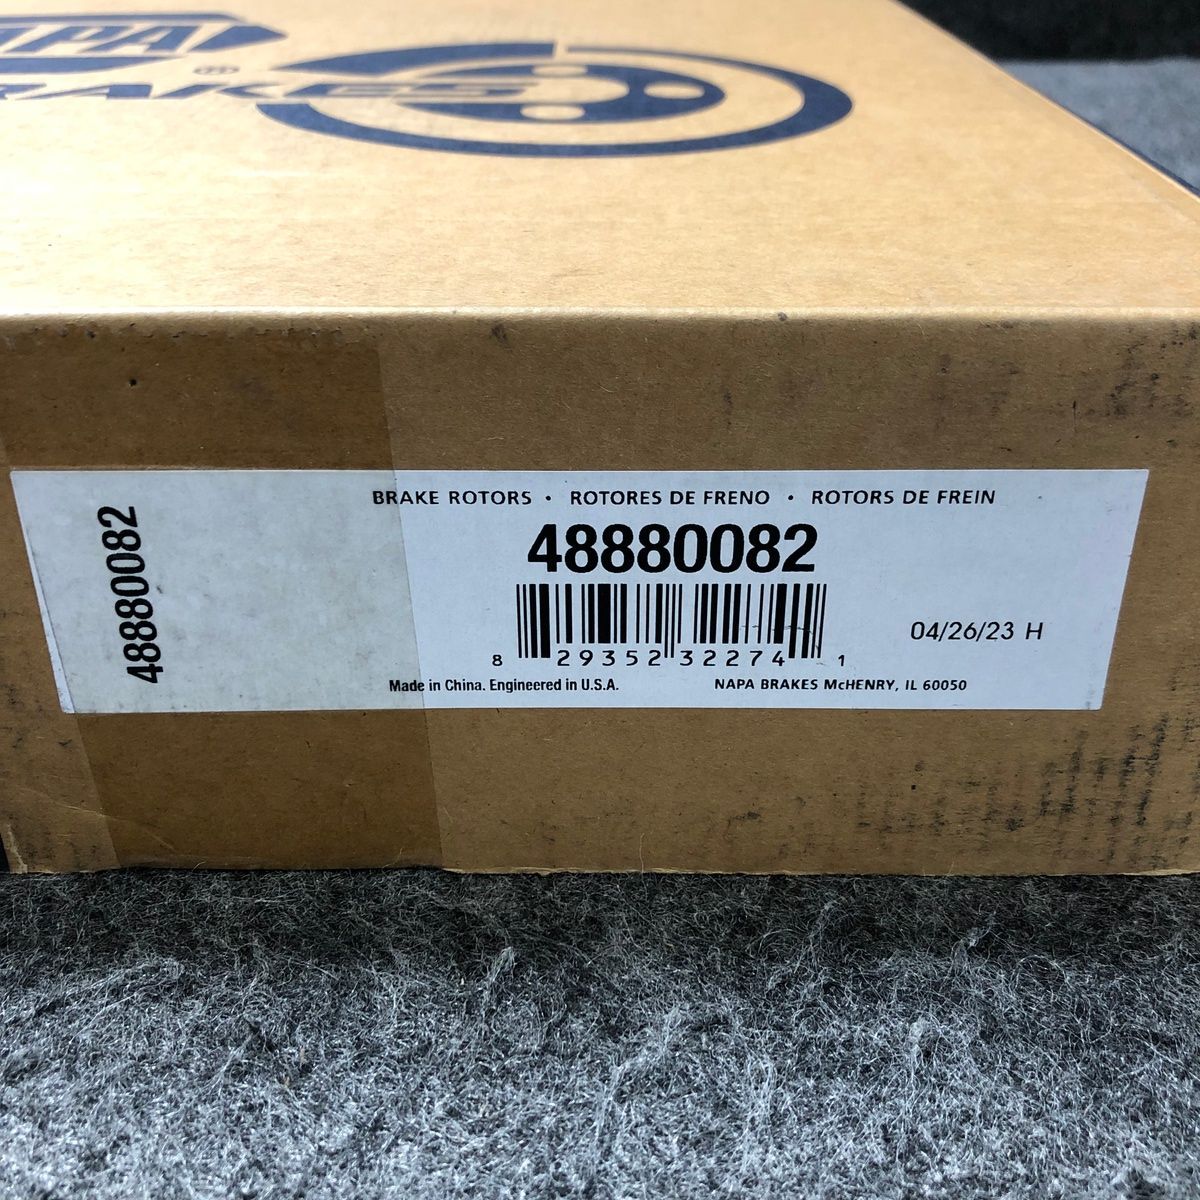 NAPA
®
BRAKES
BRAKE ROTORS • ROTORES DE FRENO • ROTORS DE FREIN
48880082
48880082
04/26/23 H
8 29352 32274 1
Made in China. Engineered in U.S.A.
NAPA BRAKES McHENRY, IL 60050